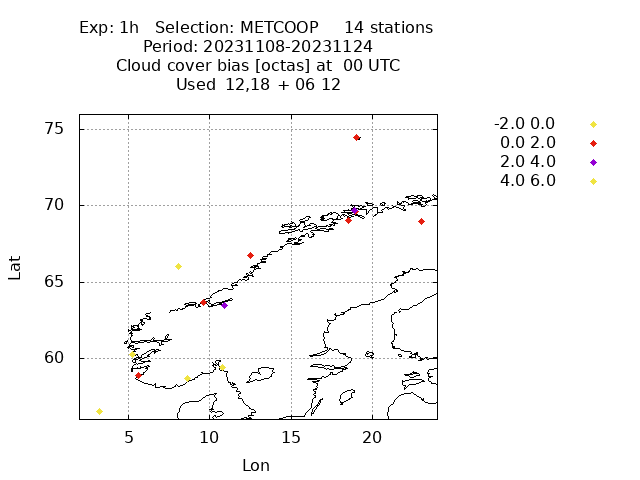 Exp: 1h Selection: METCOOP 14 stations
Period: 20231108-20231124
Cloud cover bias [octas] at 00 UTC
Used 12,18 + 06 12
-2.0 0.0
0.0 2.0
2.0 4.0
4.0 6.0
75
70
65
60
Lat
5 10 15 20
Lon